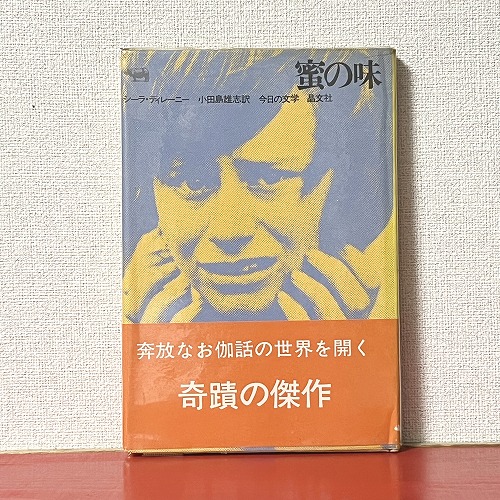 蜜の味
シーラ・ディレーニー 小田島雄志訳 今日の文学 晶文社
奔放なお伽話の世界を開く
奇蹟の傑作